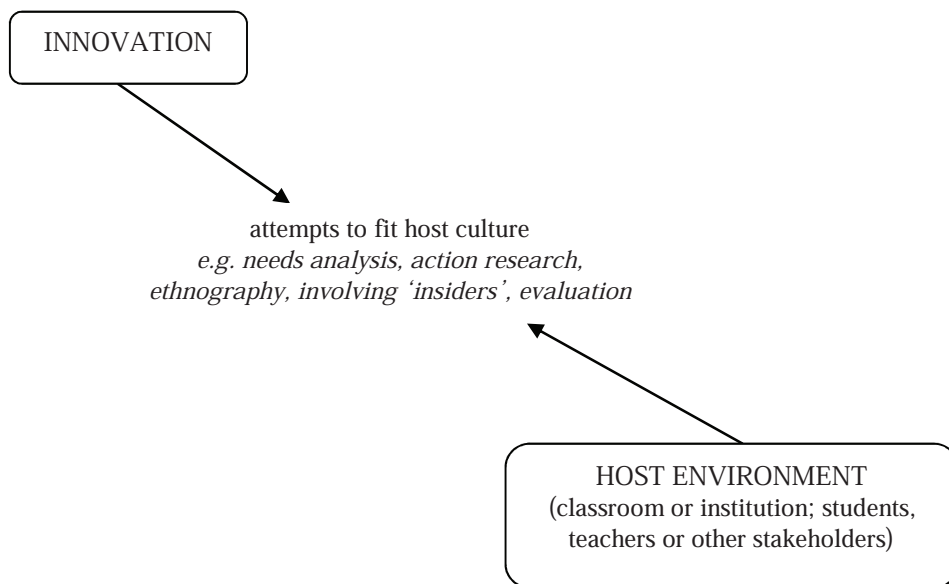 INNOVATION
attempts to fit host culture
e.g. needs analysis, action research,
ethnography, involving ‘insiders’, evaluation
HOST ENVIRONMENT
(classroom or institution; students,
teachers or other stakeholders)